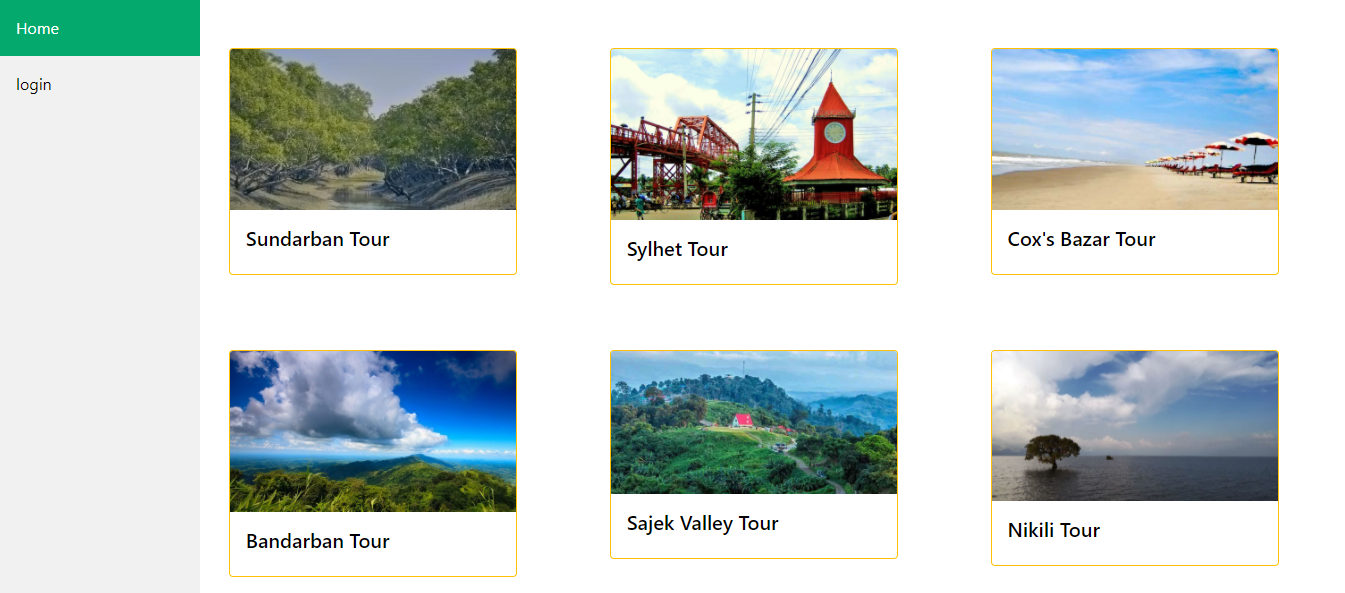 Home
login
Sundarban Tour
Sylhet Tour
Cox's Bazar Tour
Bandarban Tour
Sajek Valley Tour
Nikili Tour